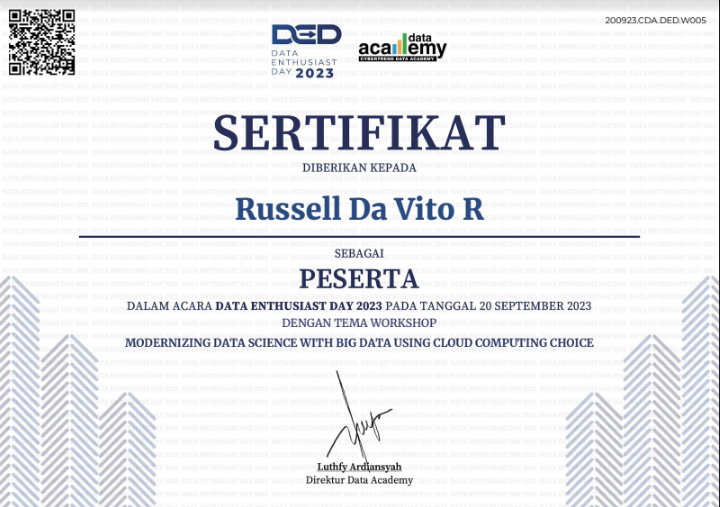 200923.CDA.DED.W005
DED
DATA
ENTHUSIAST
DAY 2023
data
academy
CYBERTREND DATA ACADEMY
SERTIFIKAT
DIBERIKAN KEPADA
Russell Da Vito R
SEBAGAI
PESERTA
DALAM ACARA DATA ENTHUSIAST DAY 2023 PADA TANGGAL 20 SEPTEMBER 2023
DENGAN TEMA WORKSHOP
MODERNIZING DATA SCIENCE WITH BIG DATA USING CLOUD COMPUTING CHOICE
Luthfy Ardiansyah
Direktur Data Academy